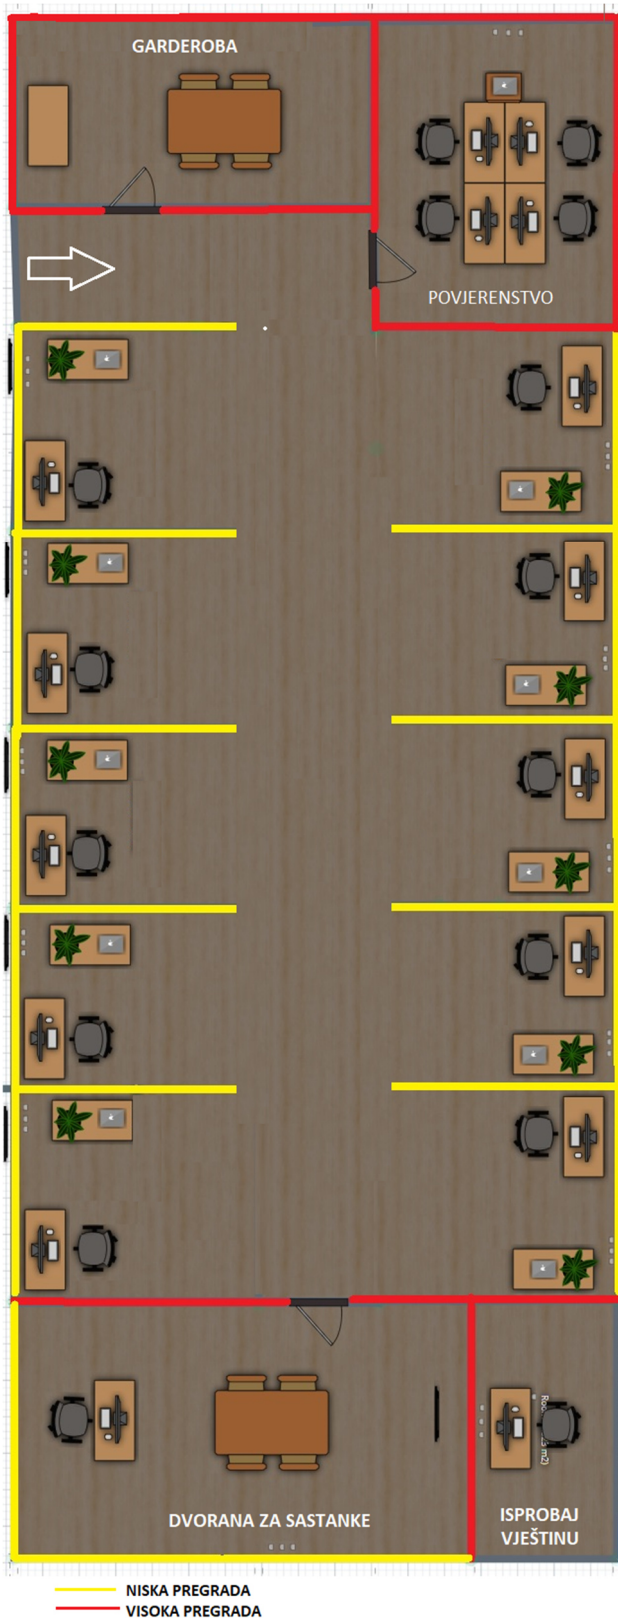 GARDEROBA
POVJERENSTVO
DVORANA ZA SASTANKE
ISPROBAJ
VJEŠTINU
NISKA PREGRADA
VISOKA PREGRADA